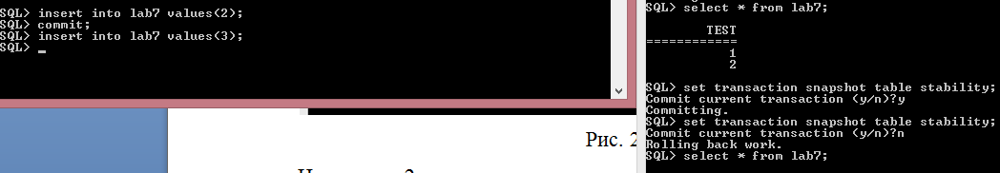 SQL> insert into lab7 values(2);
SQL> commit;
SQL> insert into lab7 values(3);
SQL> _
SQL> select * from lab7;
TEST
============
1
2
SQL> set transaction snapshot table stability;
Commit current transaction (y/n)?y
Committing.
SQL> set transaction snapshot table stability;
Commit current transaction (y/n)?n
Rolling back work.
SQL> select * from lab7;
Рис. 2